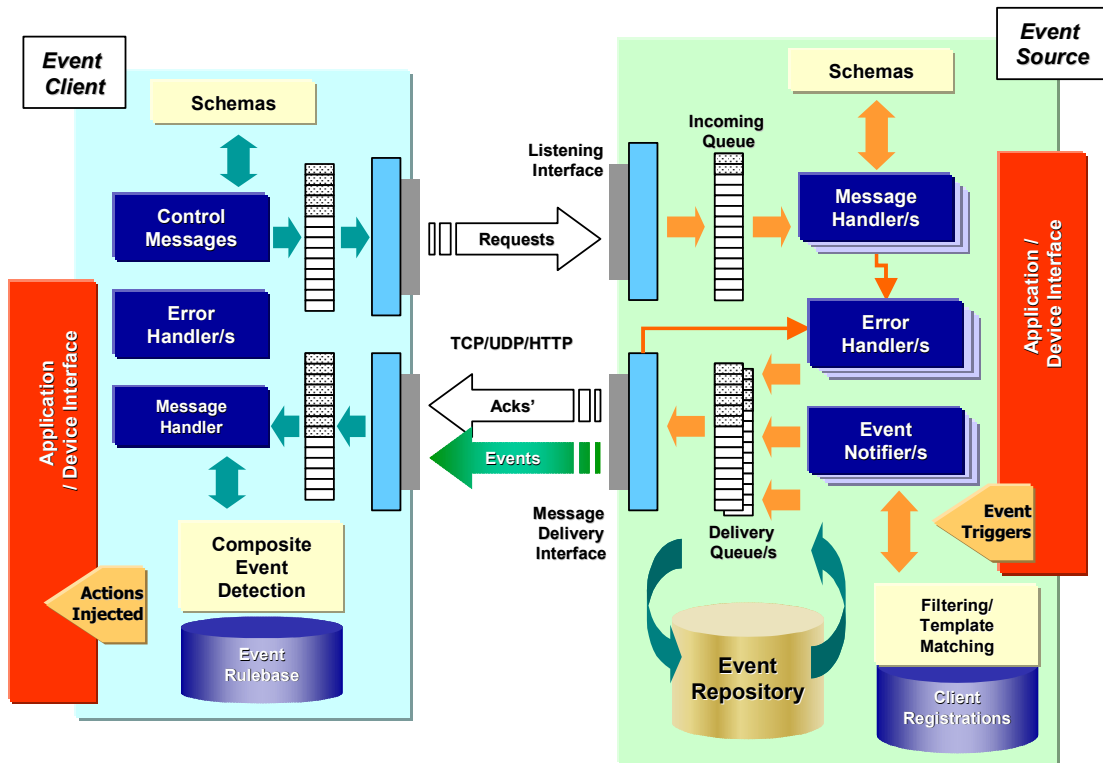 Event
Client
Schemas
Control
Messages
Error
Handler/s
Message
Handler
Composite
Event
Detection
Event
Rulebase
Application
/ Device Interface
Actions
Injected
Listening
Interface
Requests
TCP/UDP/HTTP
Acks’
Events
Message
Delivery
Interface
Event
Source
Schemas
Incoming
Queue
Message
Handler/s
Error
Handler/s
Event
Notifier/s
Delivery
Queue/s
Event
Triggers
Application /
Device Interface
Event
Repository
Filtering/
Template
Matching
Client
Registrations